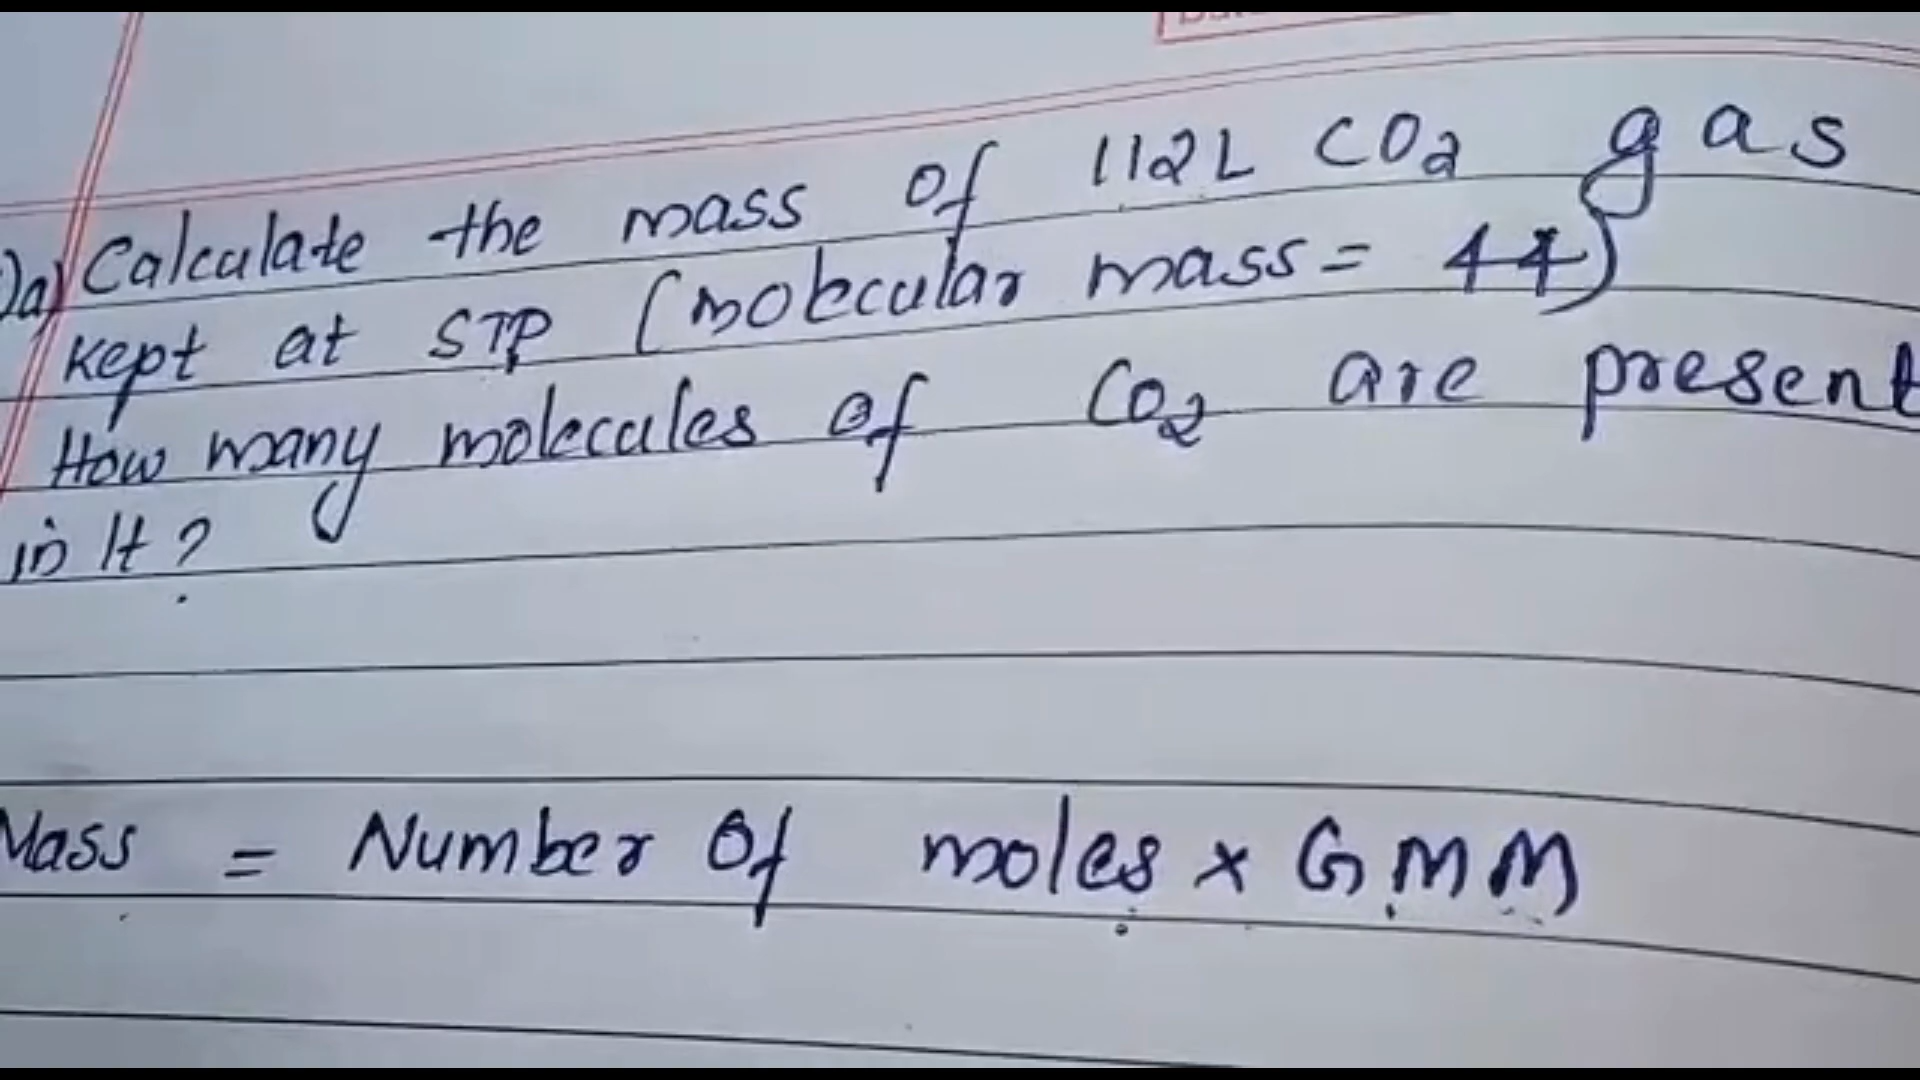 a) Calculate the mass of 112L CO2 gas
kept at STP (molecular mass = 44)
How many molecules of CO2 are present
in it?
Mass = Number of moles x GMM